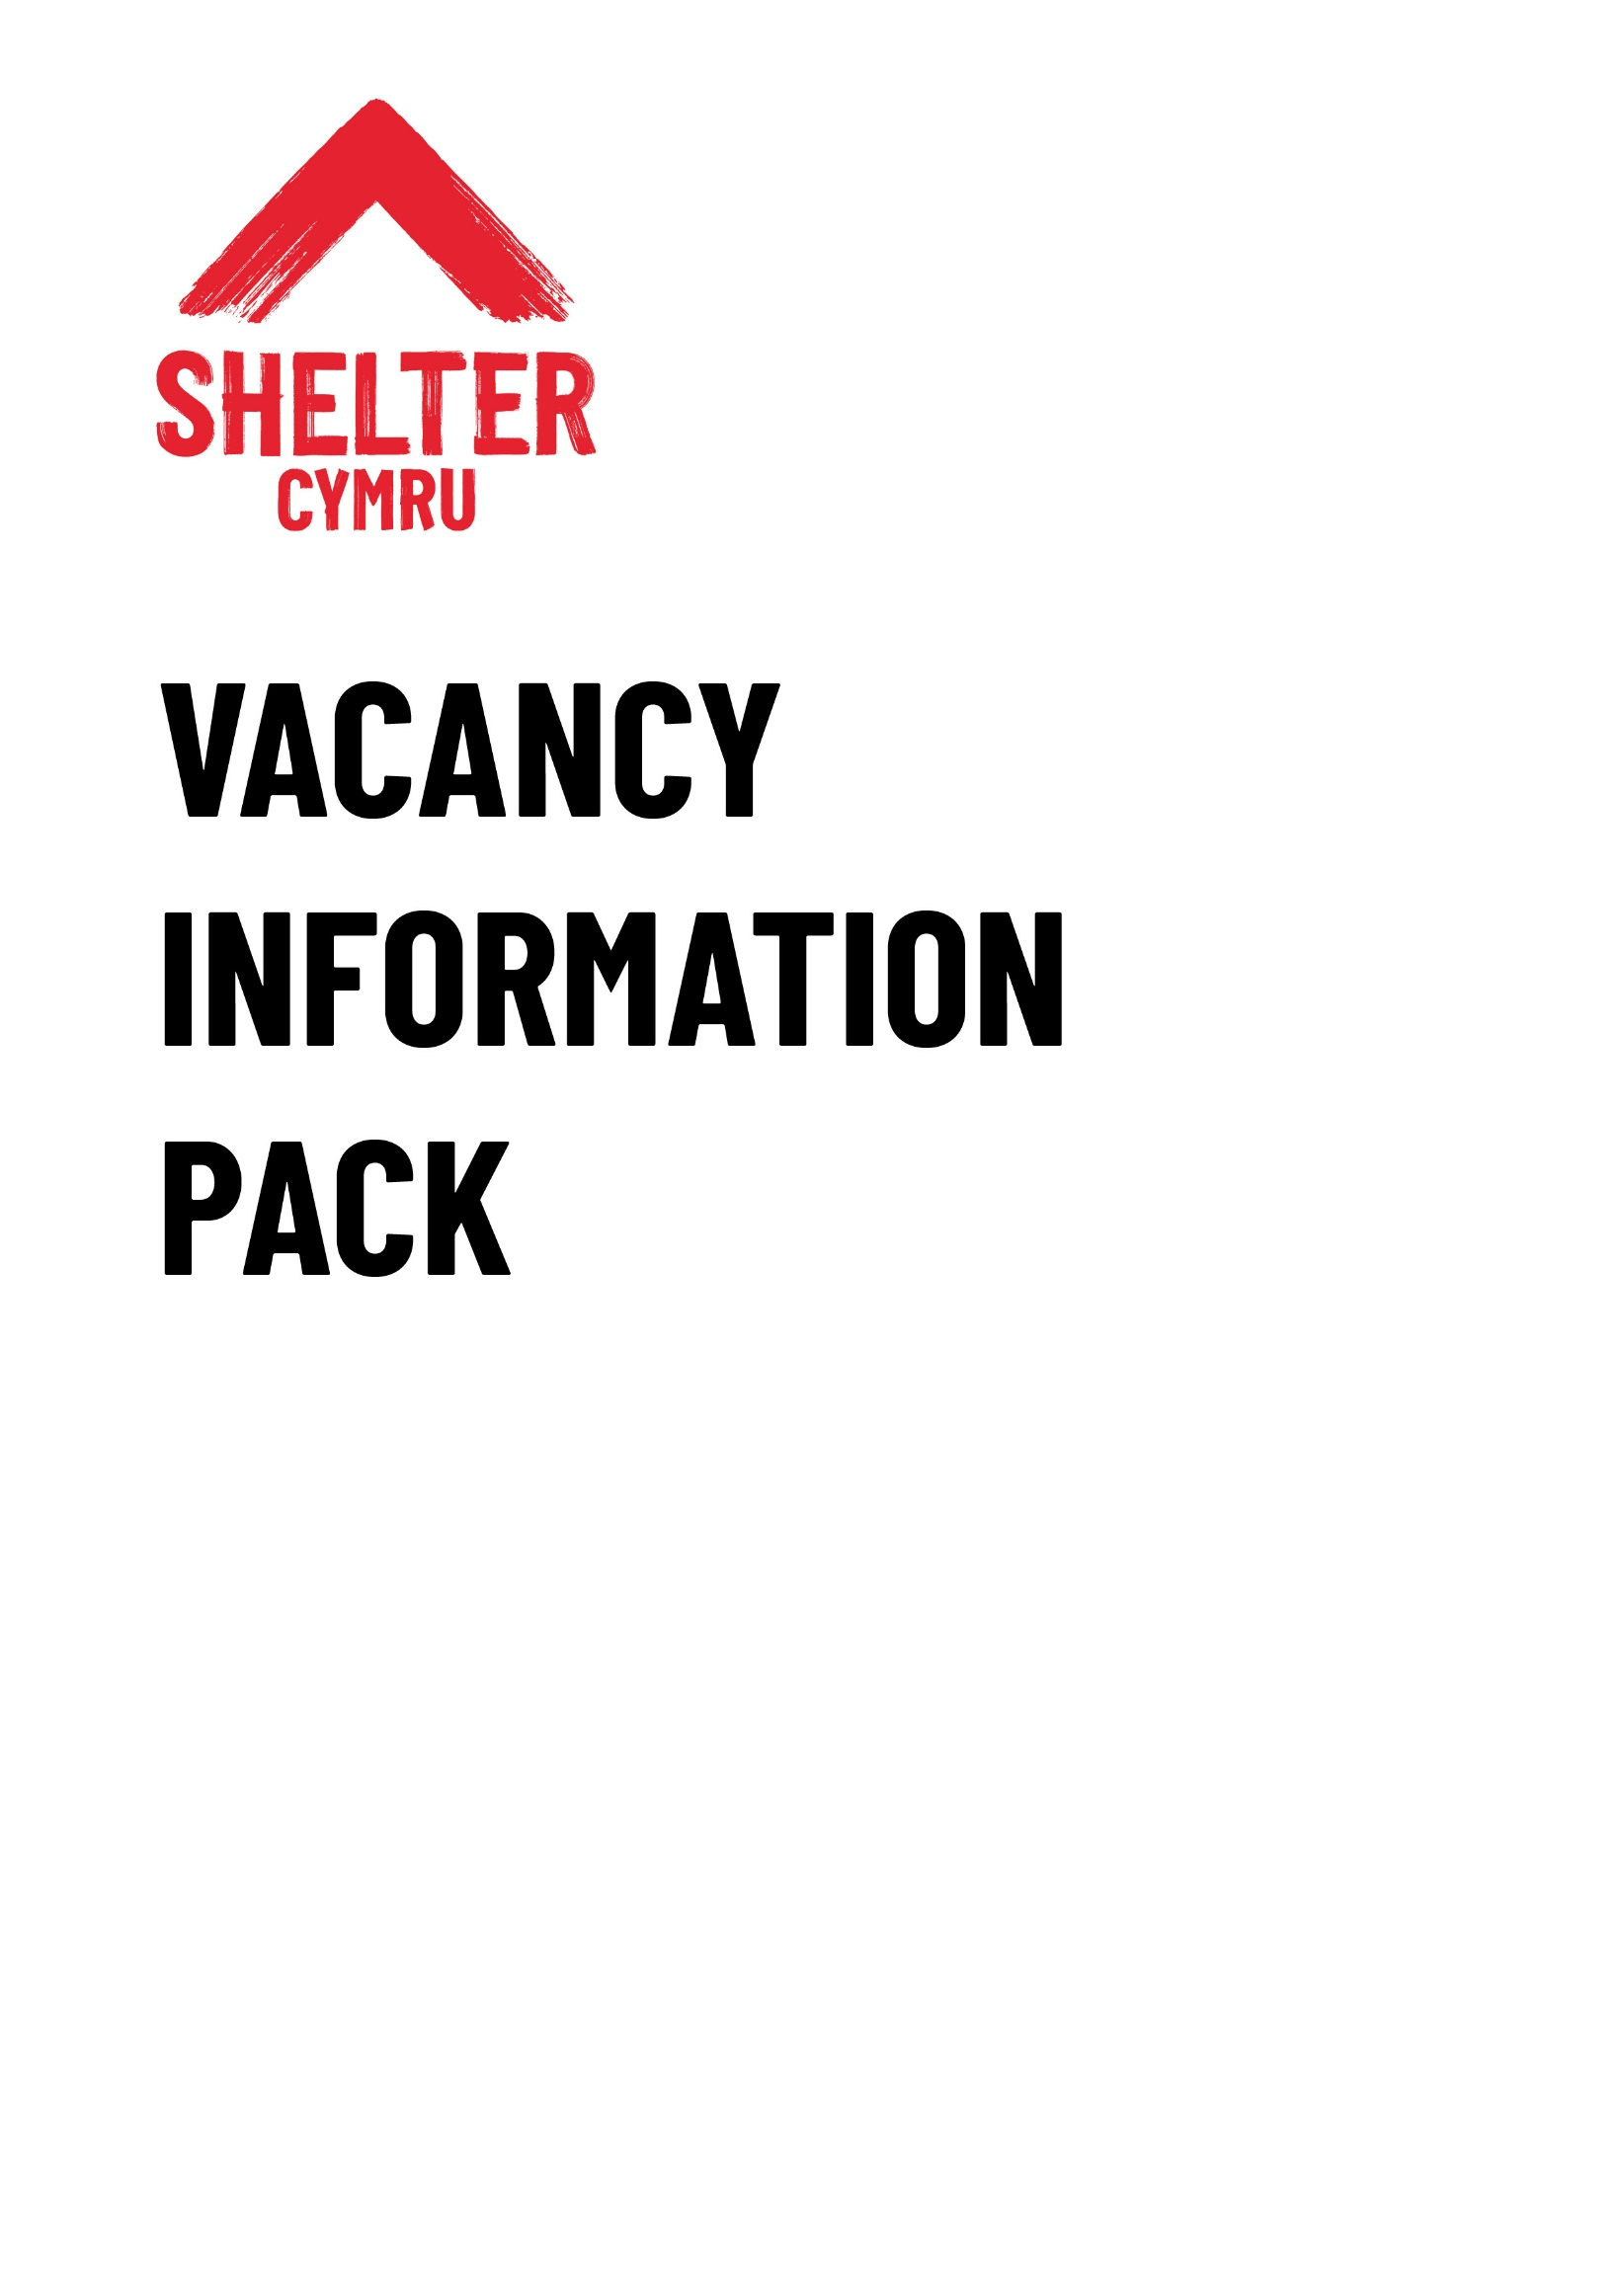 SHELTER
CYMRU
VACANCY
INFORMATION
PACK